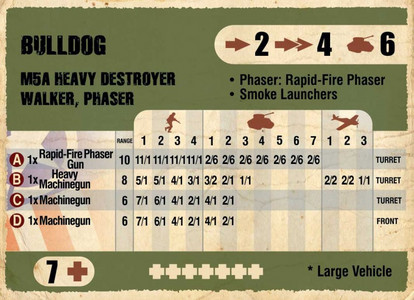 BULLDOG
2 4 6
M5A HEAVY DESTROYER
WALKER, PHASER
• Phaser: Rapid-Fire Phaser
• Smoke Launchers
RANGE 1 2 3 4 1 2 3 4 5 6 7 1 2 3
A 1x Rapid-Fire Phaser Gun 10 11/1 11/1 11/1 11/1 2/6 2/6 2/6 2/6 2/6 2/6 2/6 TURRET
B 1x Heavy Machinegun 8 5/1 5/1 4/1 3/1 3/2 2/1 1/1 2/2 2/2 1/1 TURRET
C 1x Machinegun 6 7/1 6/1 4/1 2/1 4/1 2/1 TURRET
D 1x Machinegun 6 7/1 6/1 4/1 2/1 4/1 2/1 FRONT
7
* Large Vehicle